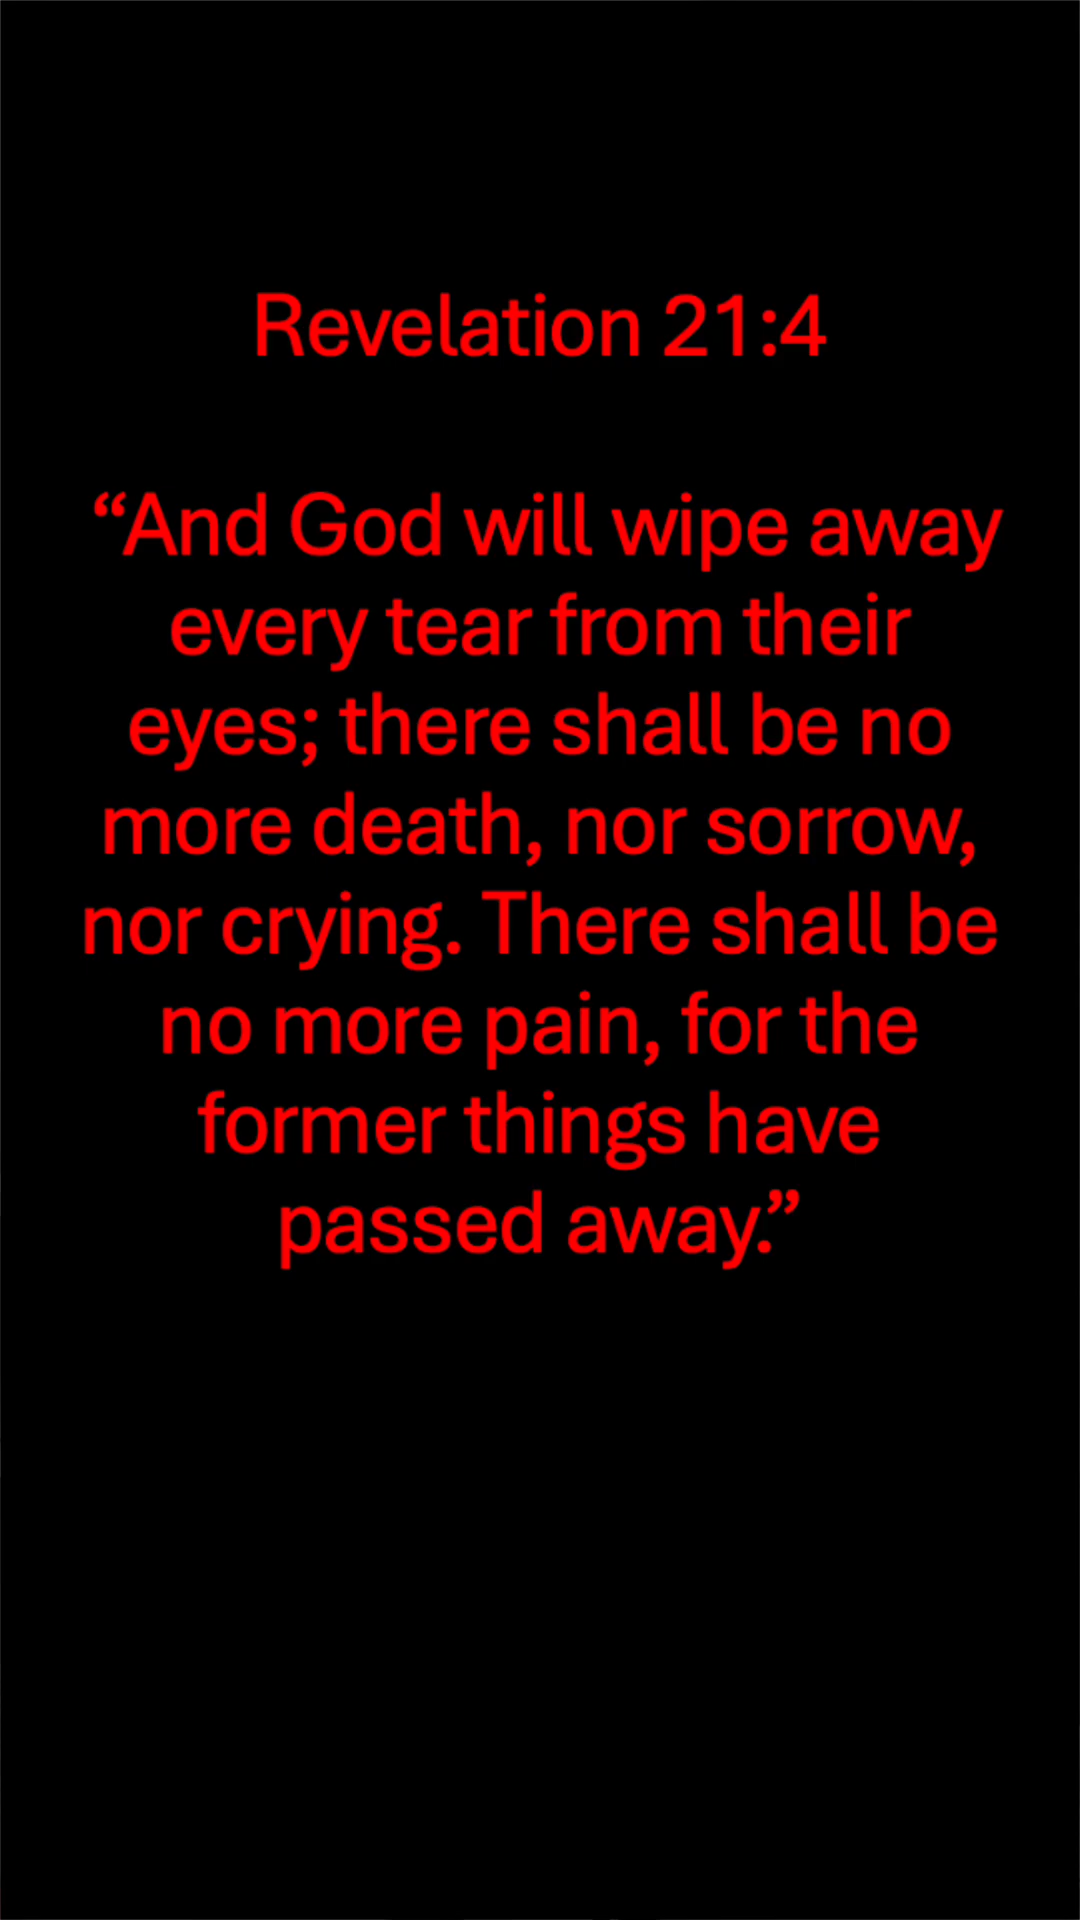 Revelation 21:4
“And God will wipe away
every tear from their
eyes; there shall be no
more death, nor sorrow,
nor crying. There shall be
no more pain, for the
former things have
passed away.”